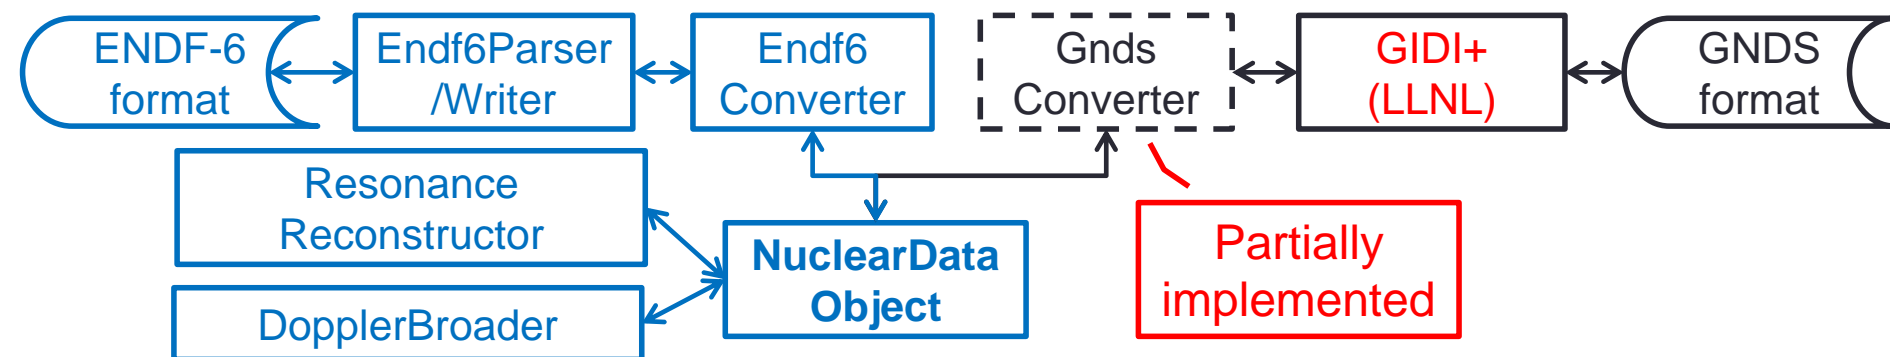 ENDF-6
format
Endf6Parser
/Writer
Endf6
Converter
Gnds
Converter
GIDI+
(LLNL)
GNDS
format
Resonance
Reconstructor
NuclearData
Object
Partially
implemented
DopplerBroader